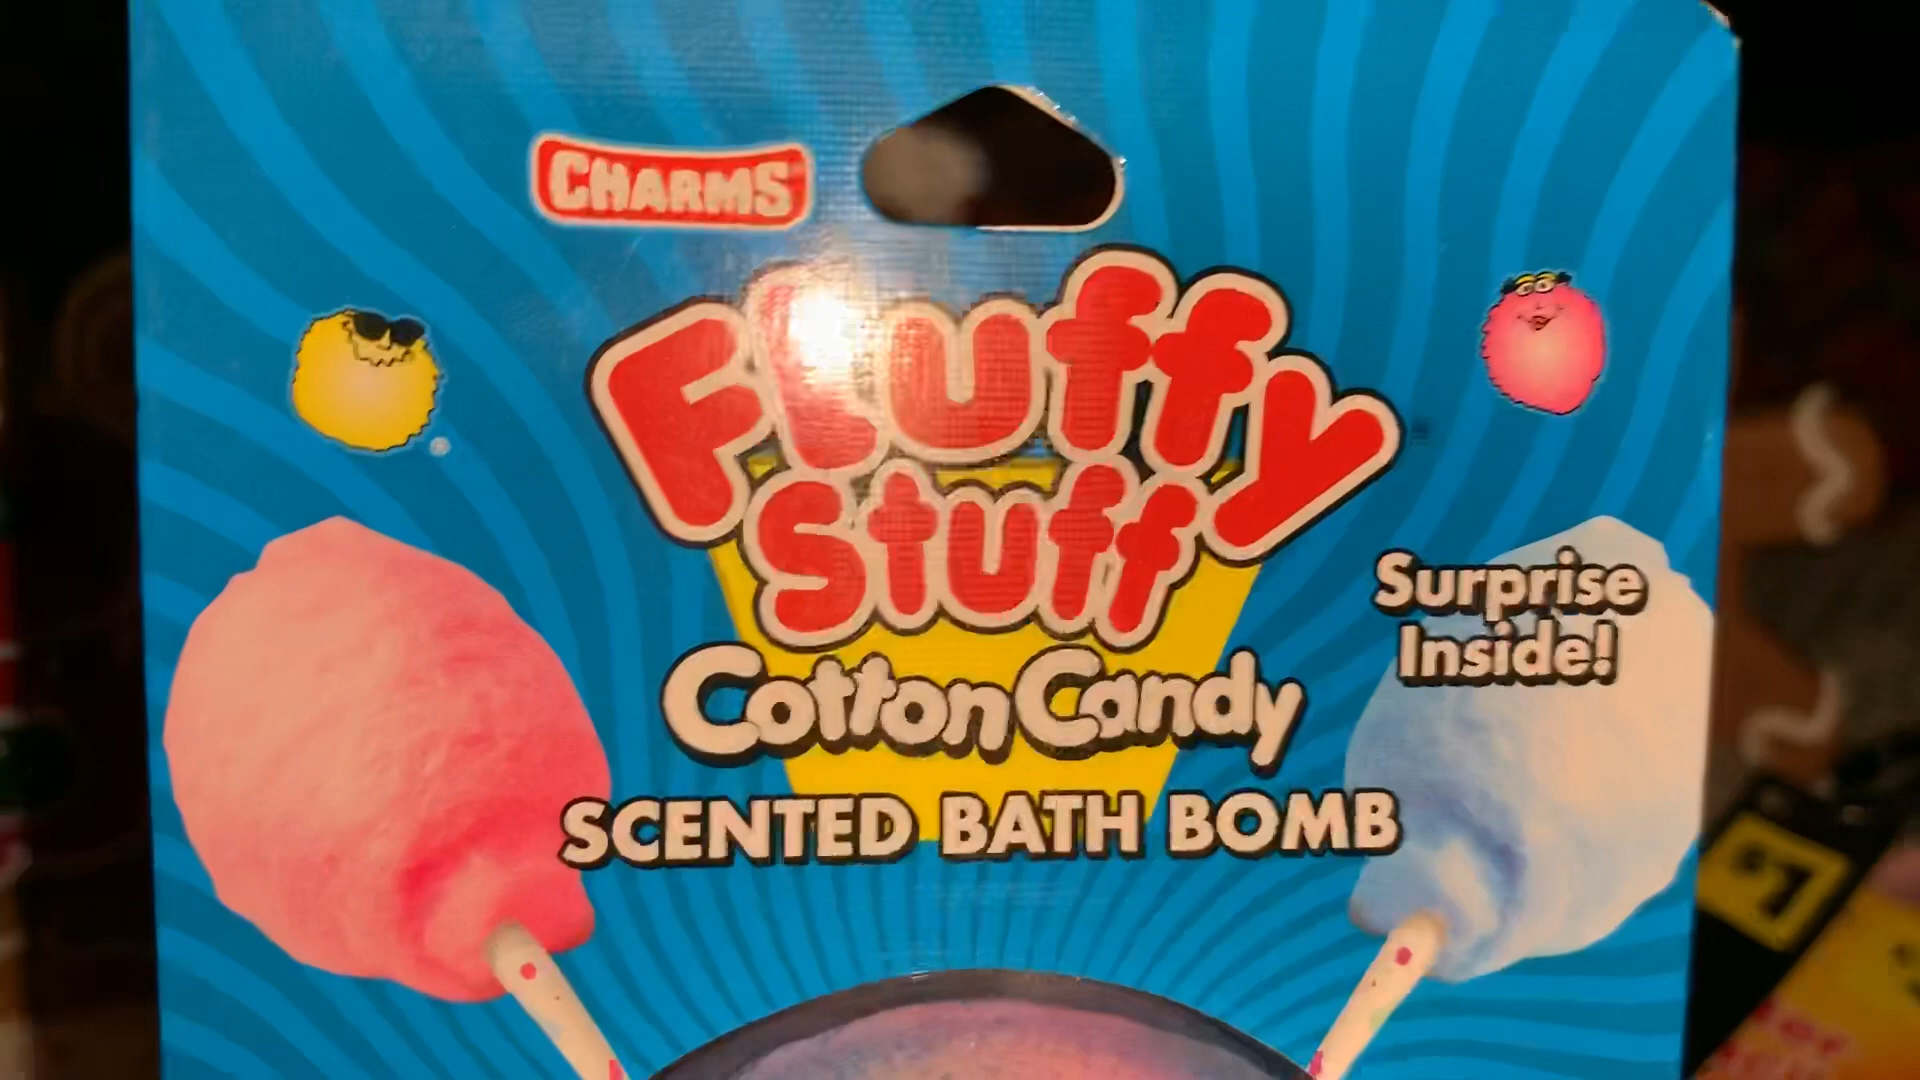 CHARMS
Fluffy
Stuff
Cotton Candy
SCENTED BATH BOMB
Surprise
Inside!